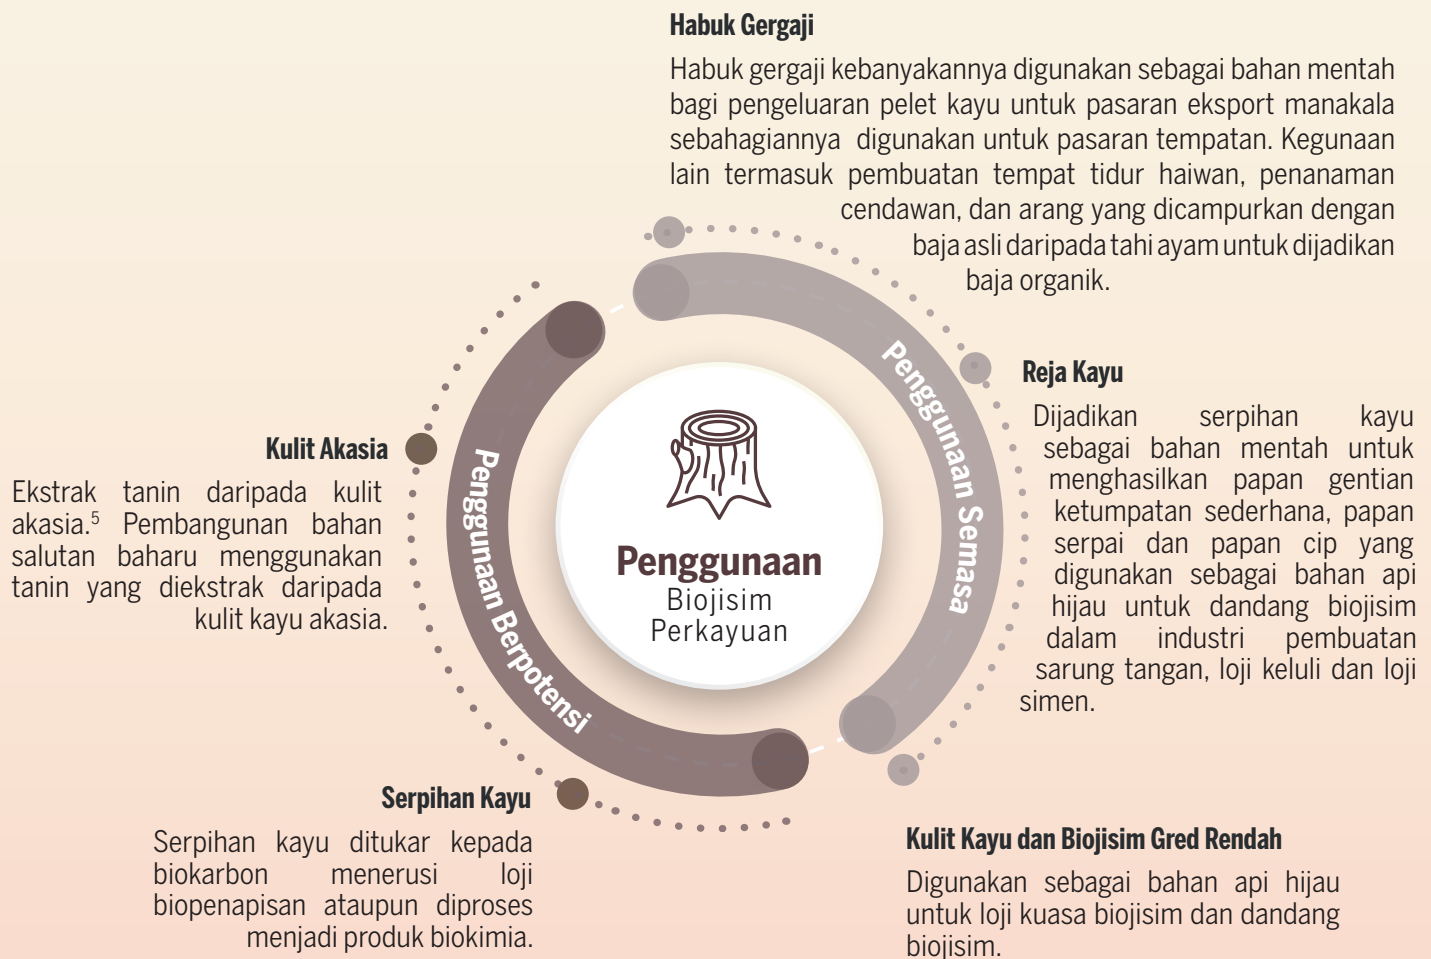 Habuk Gergaji
Habuk gergaji kebanyakannya digunakan sebagai bahan mentah
bagi pengeluaran pelet kayu untuk pasaran eksport manakala
sebahagiannya digunakan untuk pasaran tempatan. Kegunaan
lain termasuk pembuatan tempat tidur haiwan, penanaman
cendawan, dan arang yang dicampurkan dengan
baja asli daripada tahi ayam untuk dijadikan
baja organik.
Penggunaan Semasa
Reja Kayu
Dijadikan serpihan kayu
sebagai bahan mentah untuk
menghasilkan papan gentian
ketumpatan sederhana, papan
serpai dan papan cip yang
digunakan sebagai bahan api
hijau untuk dandang biojisim
dalam industri pembuatan
sarung tangan, loji keluli dan loji
simen.
Kulit Kayu dan Biojisim Gred Rendah
Digunakan sebagai bahan api hijau
untuk loji kuasa biojisim dan dandang
biojisim.
Penggunaan
Biojisim
Perkayuan
Penggunaan Berpotensi
Kulit Akasia
Ekstrak tanin daripada kulit
akasia.5 Pembangunan bahan
salutan baharu menggunakan
tanin yang diekstrak daripada
kulit kayu akasia.
Serpihan Kayu
Serpihan kayu ditukar kepada
biokarbon menerusi loji
biopenapisan ataupun diproses
menjadi produk biokimia.